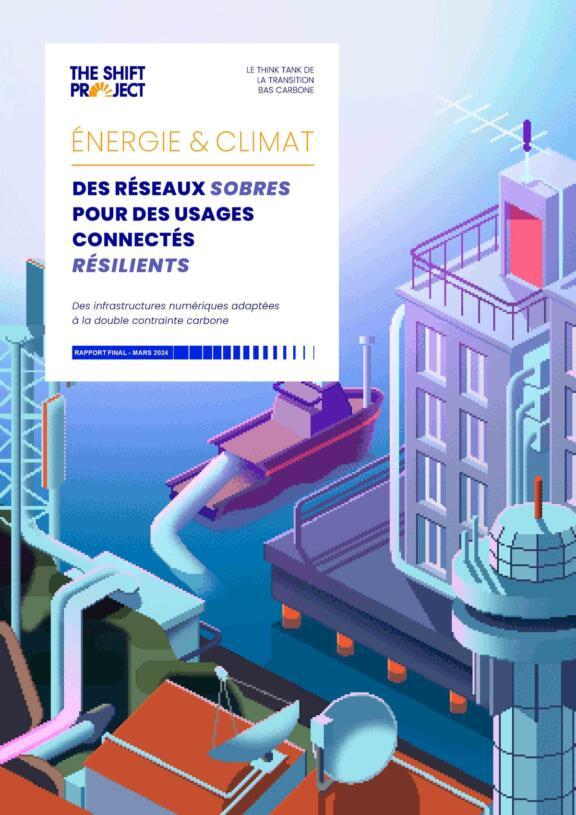 THE SHIFT
PROJECT
LE THINK TANK DE
LA TRANSITION
BAS CARBONE
ÉNERGIE & CLIMAT
DES RÉSEAUX SOBRES
POUR DES USAGES
CONNECTÉS
RÉSILIENTS
Des infrastructures numériques adaptées
à la double contrainte carbone
RAPPORT FINAL - MARS 2024